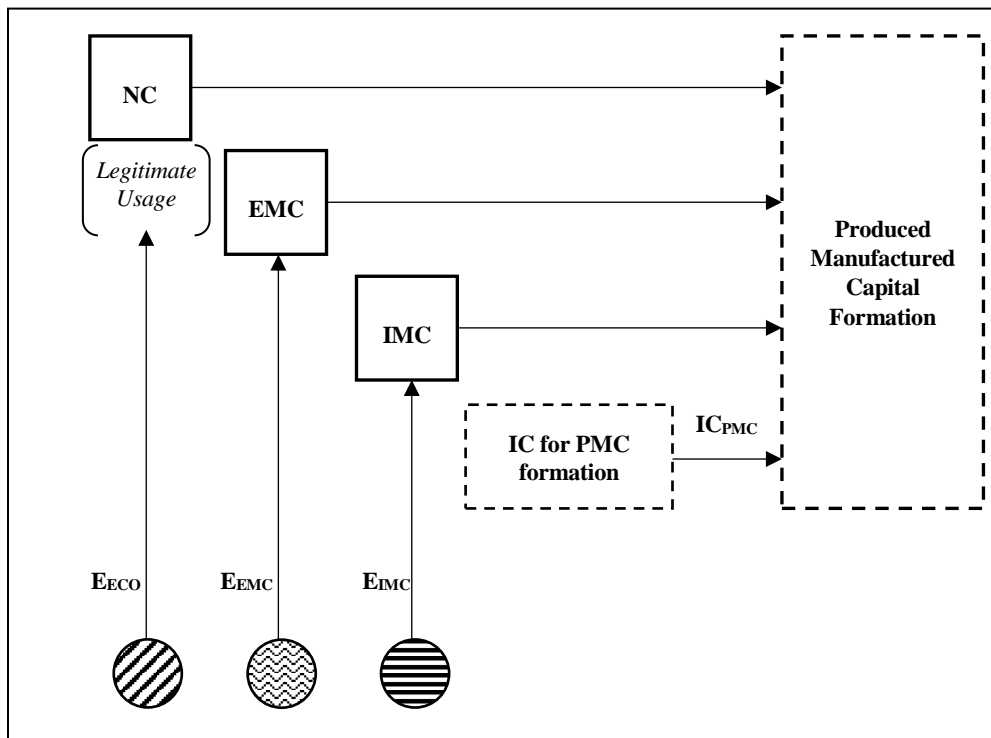 NC
Legitimate
Usage
EMC
Produced
Manufactured
Capital
Formation
IMC
IC for PMC
formation
ICPMC
EECO
EEMC
EIMC